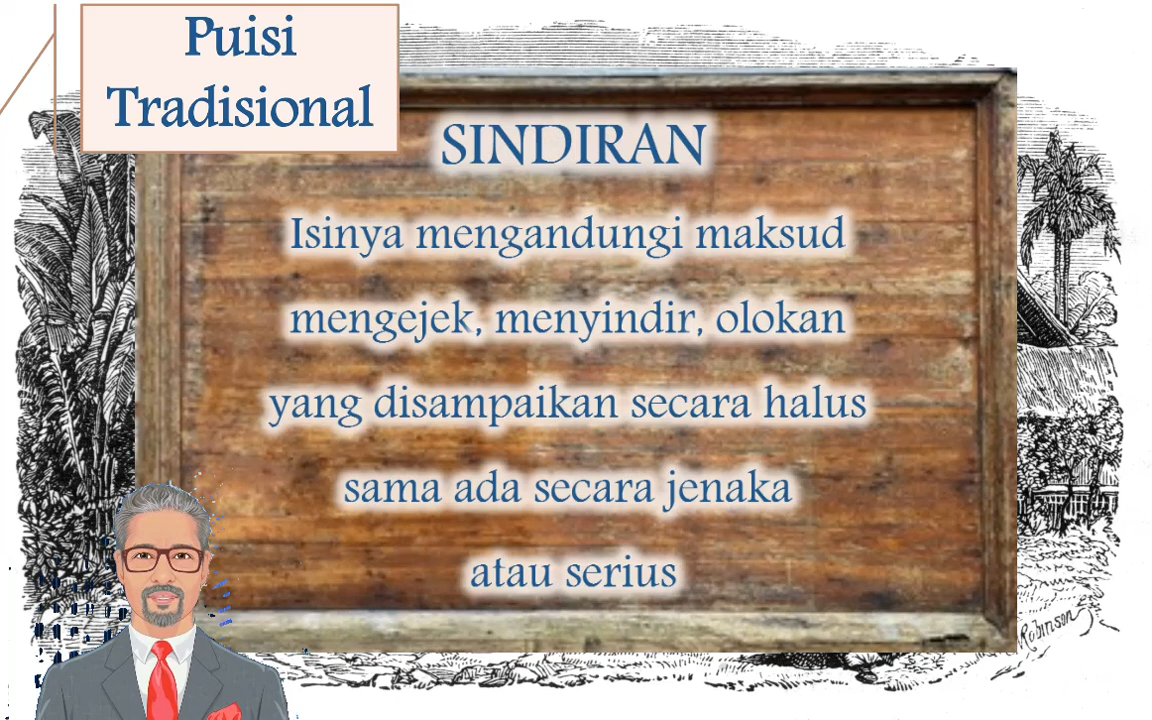 Puisi
Tradisional
SINDIRAN
Isinya mengandungi maksud
mengejek, menyindir, olokan
yang disampaikan secara halus
sama ada secara jenaka
atau serius
Robinson